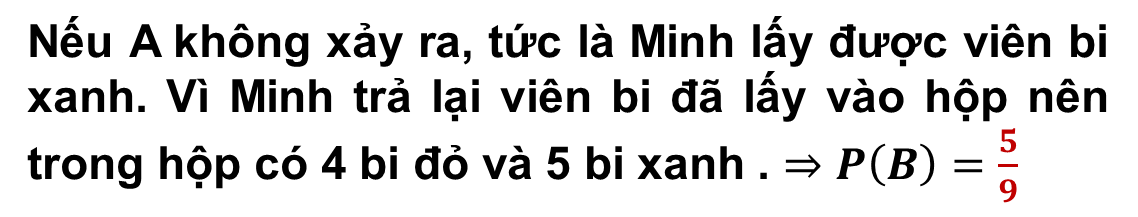 Nếu A không xảy ra, tức là Minh lấy được viên bi
xanh. Vì Minh trả lại viên bi đã lấy vào hộp nên
trong hộp có 4 bi đỏ và 5 bi xanh . ⇒ P(B) = 5/9